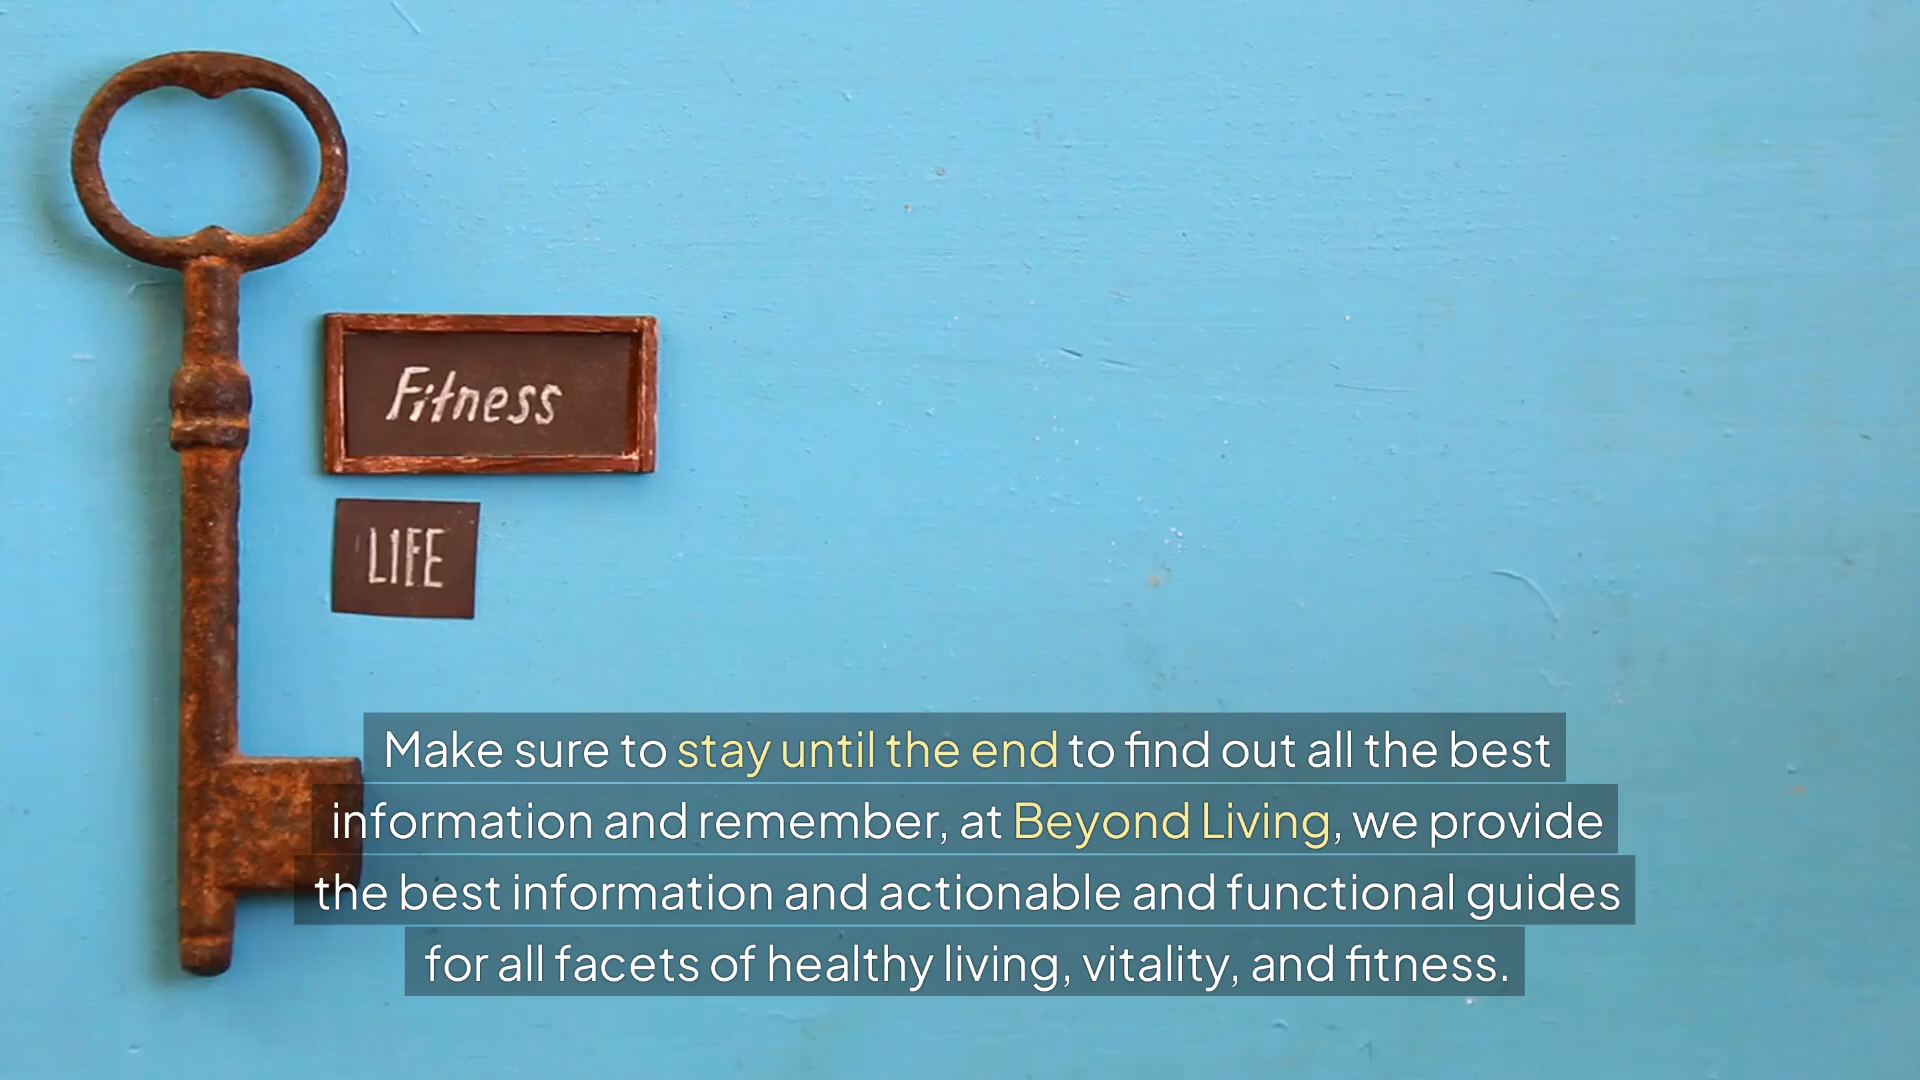 Fitness
LIFE
Make sure to stay until the end to find out all the best
information and remember, at Beyond Living, we provide
the best information and actionable and functional guides
for all facets of healthy living, vitality, and fitness.